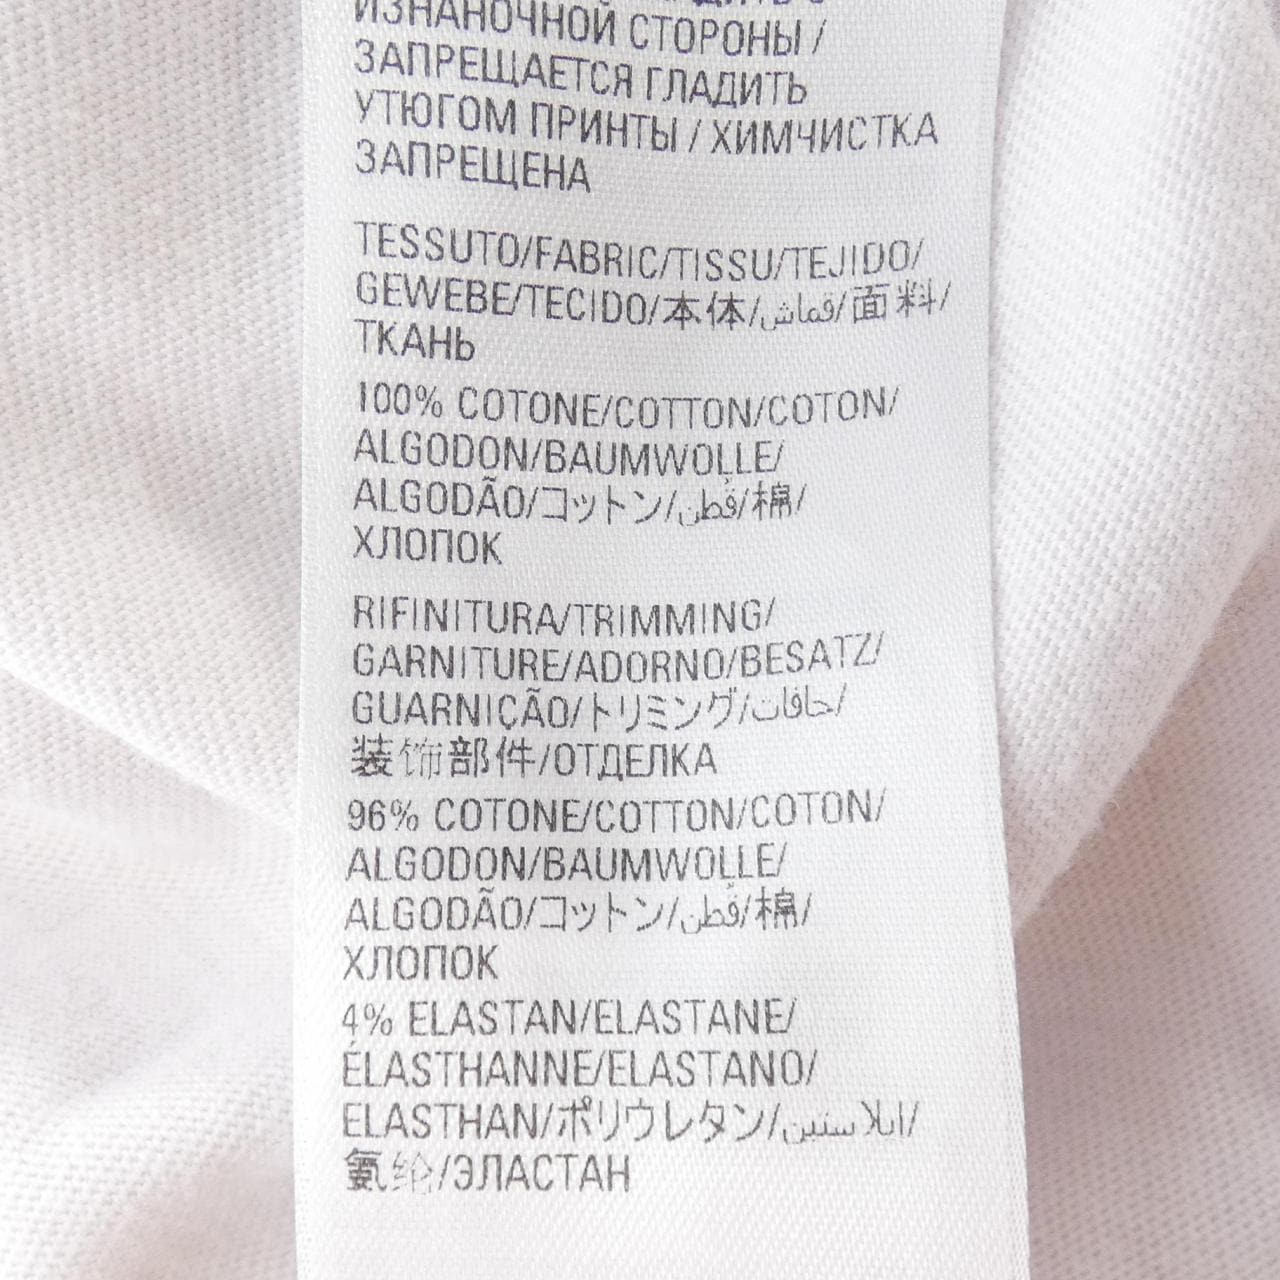 ИЗНАНОЧНОЙ СТОРОНЫ /
ЗАПРЕЩАЕТСЯ ГЛАДИТЬ
УТЮГОМ ПРИНТЫ / ХИМЧИСТКА
ЗАПРЕЩЕНА
TESSUTO/FABRIC/TISSU/TEJIDO/
GEWEBE/TECIDO/本体/قماش/面料/
ТКАНЬ
100% COTONE/COTTON/COTON/
ALGODON/BAUMWOLLE/
ALGODÃO/コットン/قُطن/棉/
ХЛОПОК
RIFINITURA/TRIMMING/
GARNITURE/ADORNO/BESATZ/
GUARNIÇÃO/トリミング/حافات/
装饰部件/ОТДЕЛКА
96% COTONE/COTTON/COTON/
ALGODON/BAUMWOLLE/
ALGODÃO/コットン/قُطن/棉/
ХЛОПОК
4% ELASTAN/ELASTANE/
ÉLASTHANNE/ELASTANO/
ELASTHAN/ポリウレタン/ايلاستين/
氨纶/ЭЛАСТАН